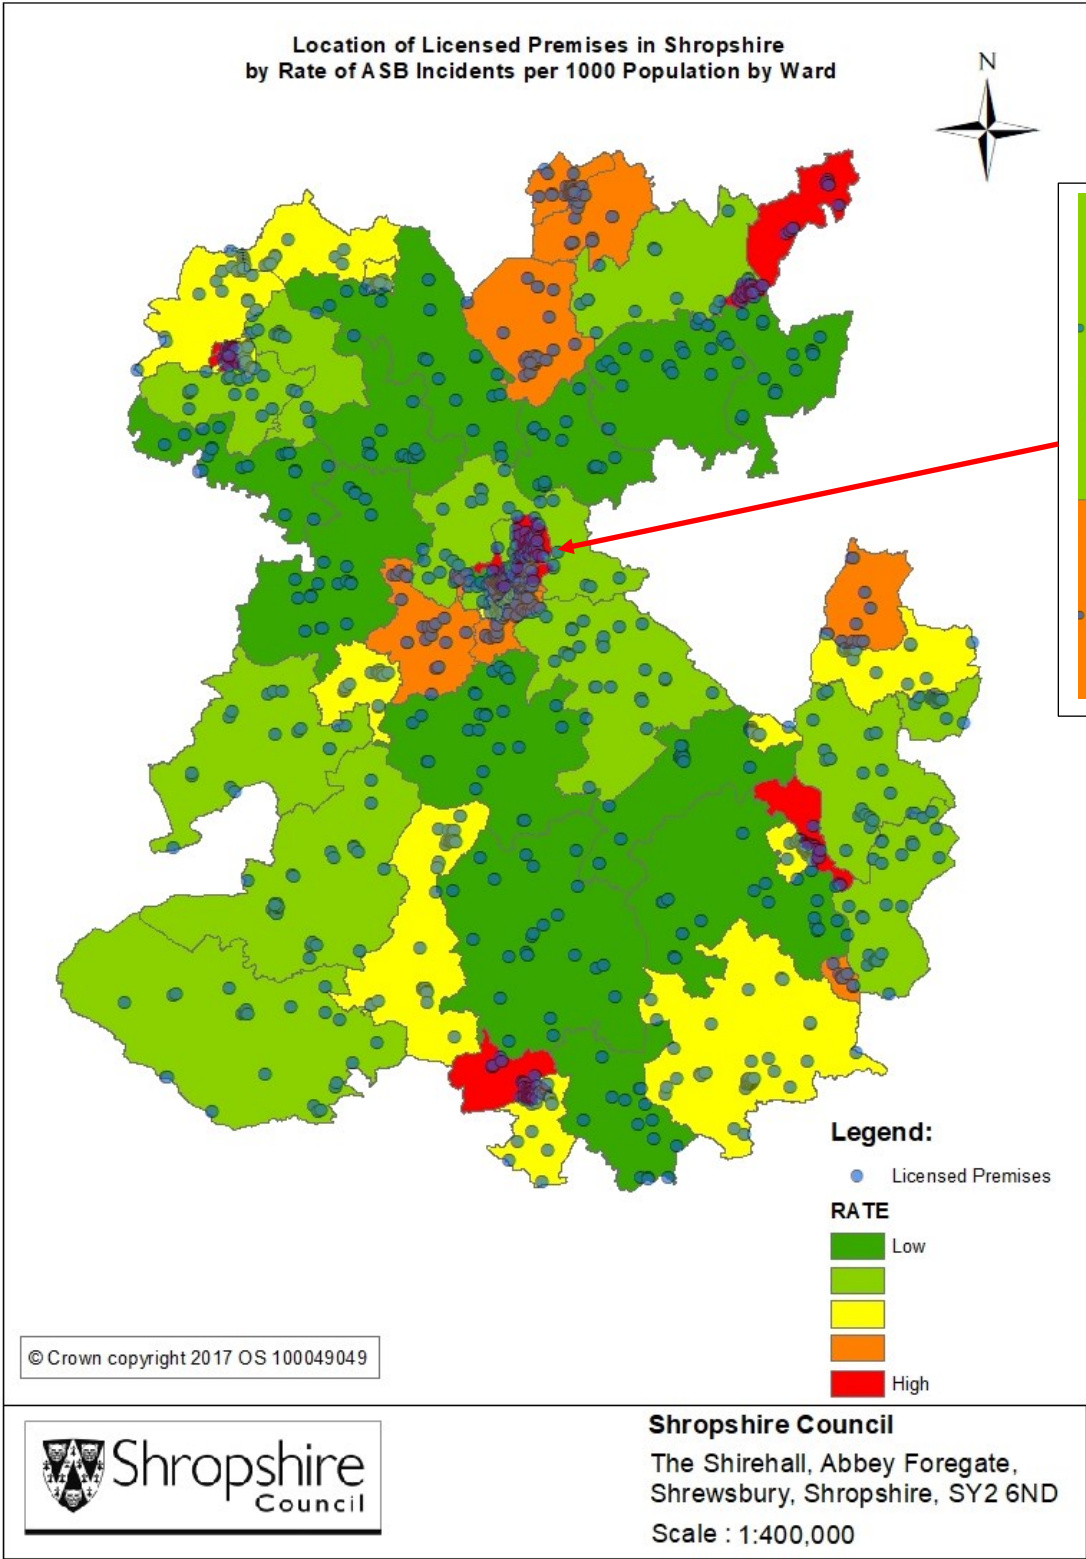 Location of Licensed Premises in Shropshire
by Rate of ASB Incidents per 1000 Population by Ward
N
Legend:
Licensed Premises
RATE
Low
High
© Crown copyright 2017 OS 100049049
Shropshire
Council
Shropshire Council
The Shirehall, Abbey Foregate,
Shrewsbury, Shropshire, SY2 6ND
Scale : 1:400,000